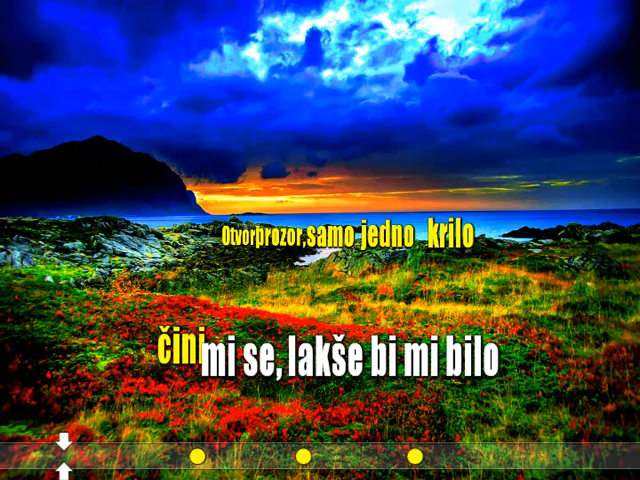 Otvor prozor, samo jedno krilo
čini mi se, lakše bi mi bilo